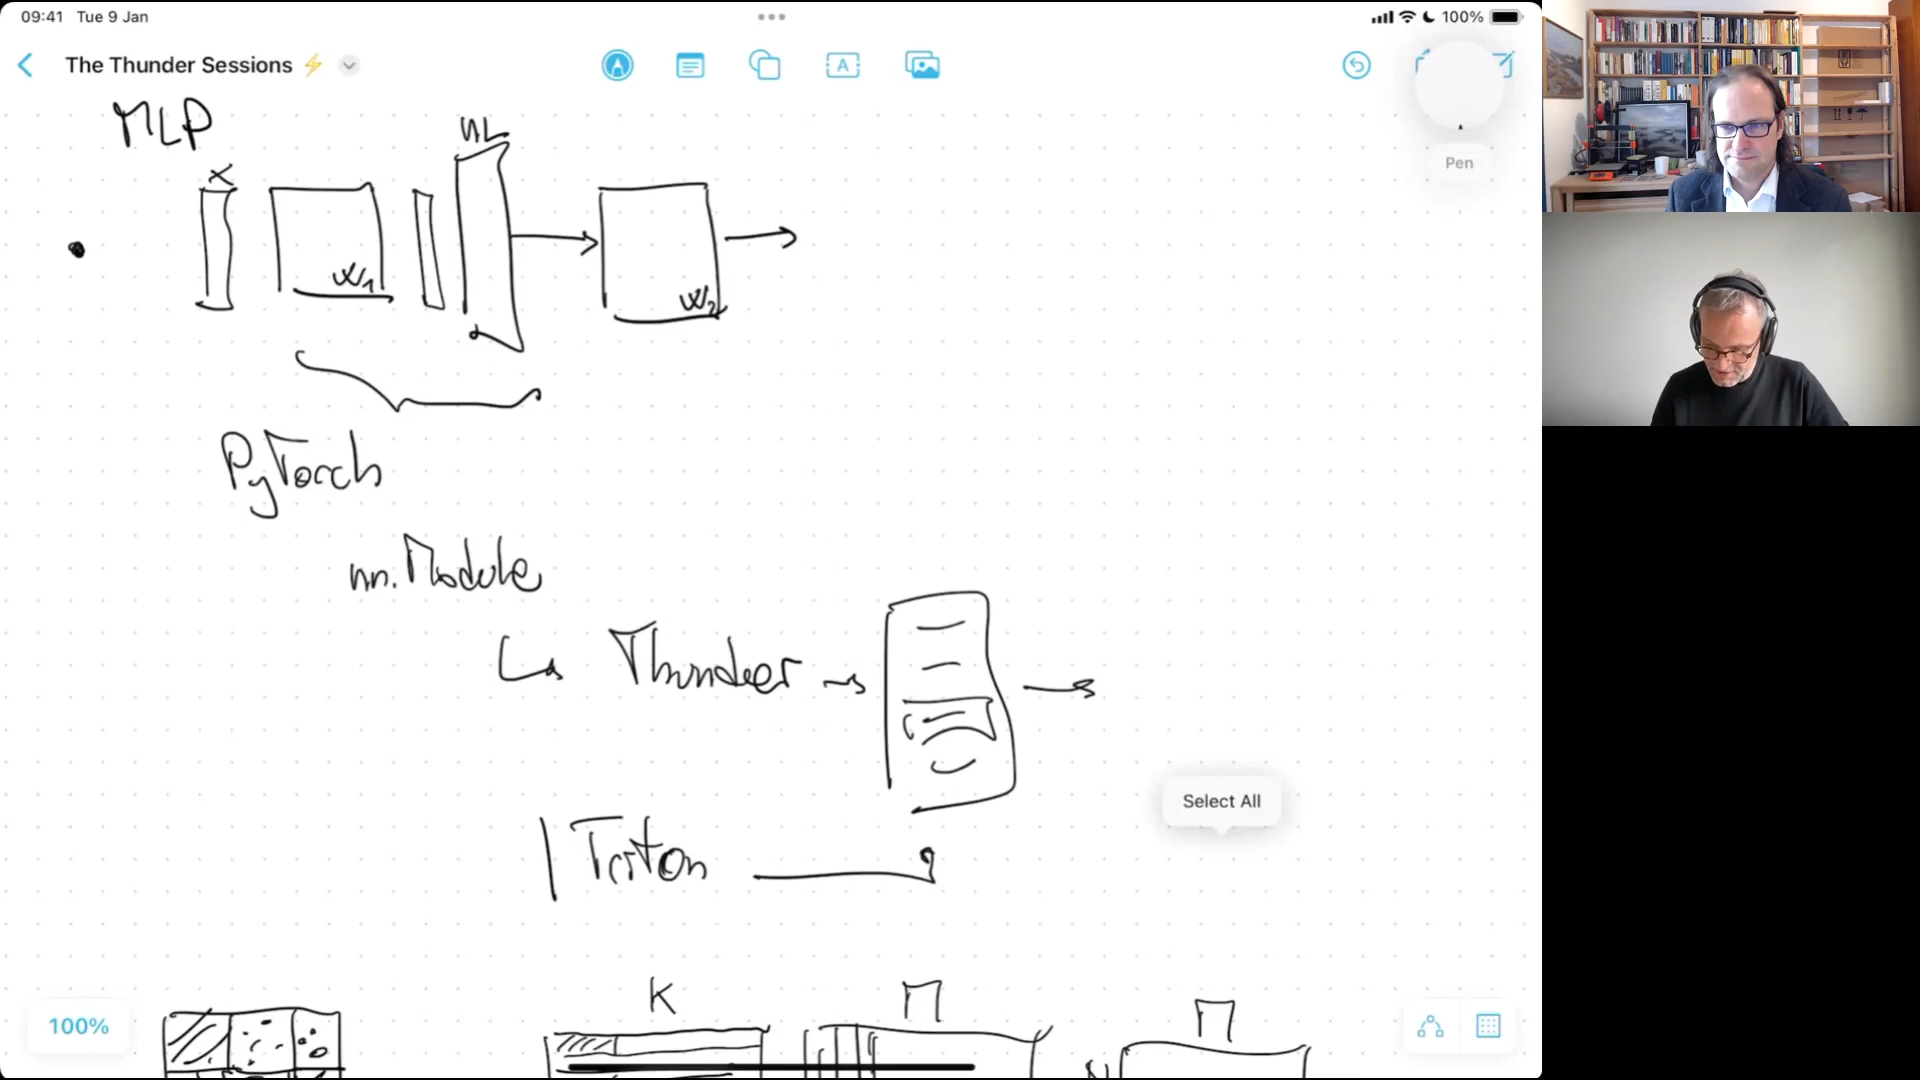 09:41 Tue 9 Jan
100%
The Thunder Sessions ⚡
A
Pen
MLP
X
NL
W1
W2
PyTorch
nn.Module
Thunder
Select All
Triton
K
M
M
N
100%